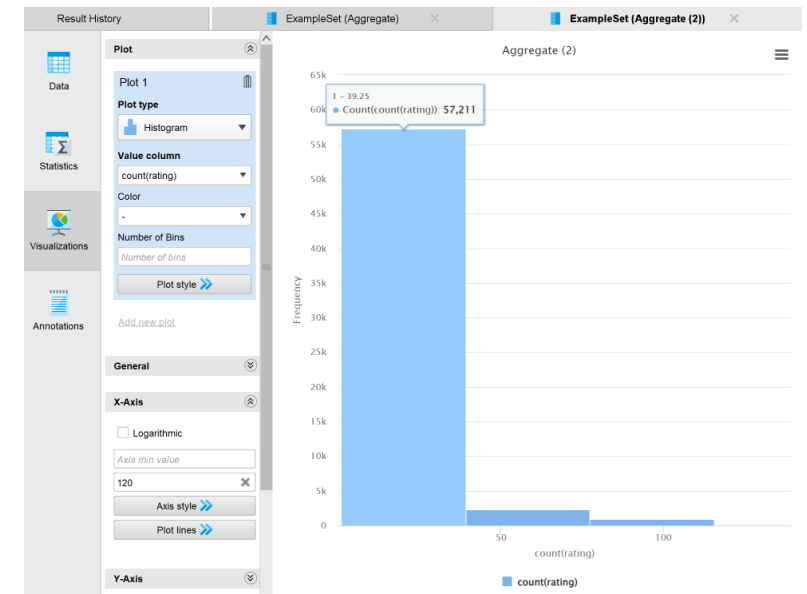 Result History
ExampleSet (Aggregate)
ExampleSet (Aggregate (2))
Data
Statistics
Visualizations
Annotations
Plot
Plot 1
Plot type
Histogram
Value column
count(rating)
Color
-
Number of Bins
Number of bins
Plot style
Add new plot
General
X-Axis
Logarithmic
Axis min value
120
Axis style
Plot lines
Y-Axis
Aggregate (2)
65k
60k
55k
50k
45k
40k
35k
30k
25k
20k
15k
10k
5k
0
Frequency
1 - 39.25
Count(count(rating)): 57,211
50
100
count(rating)
count(rating)